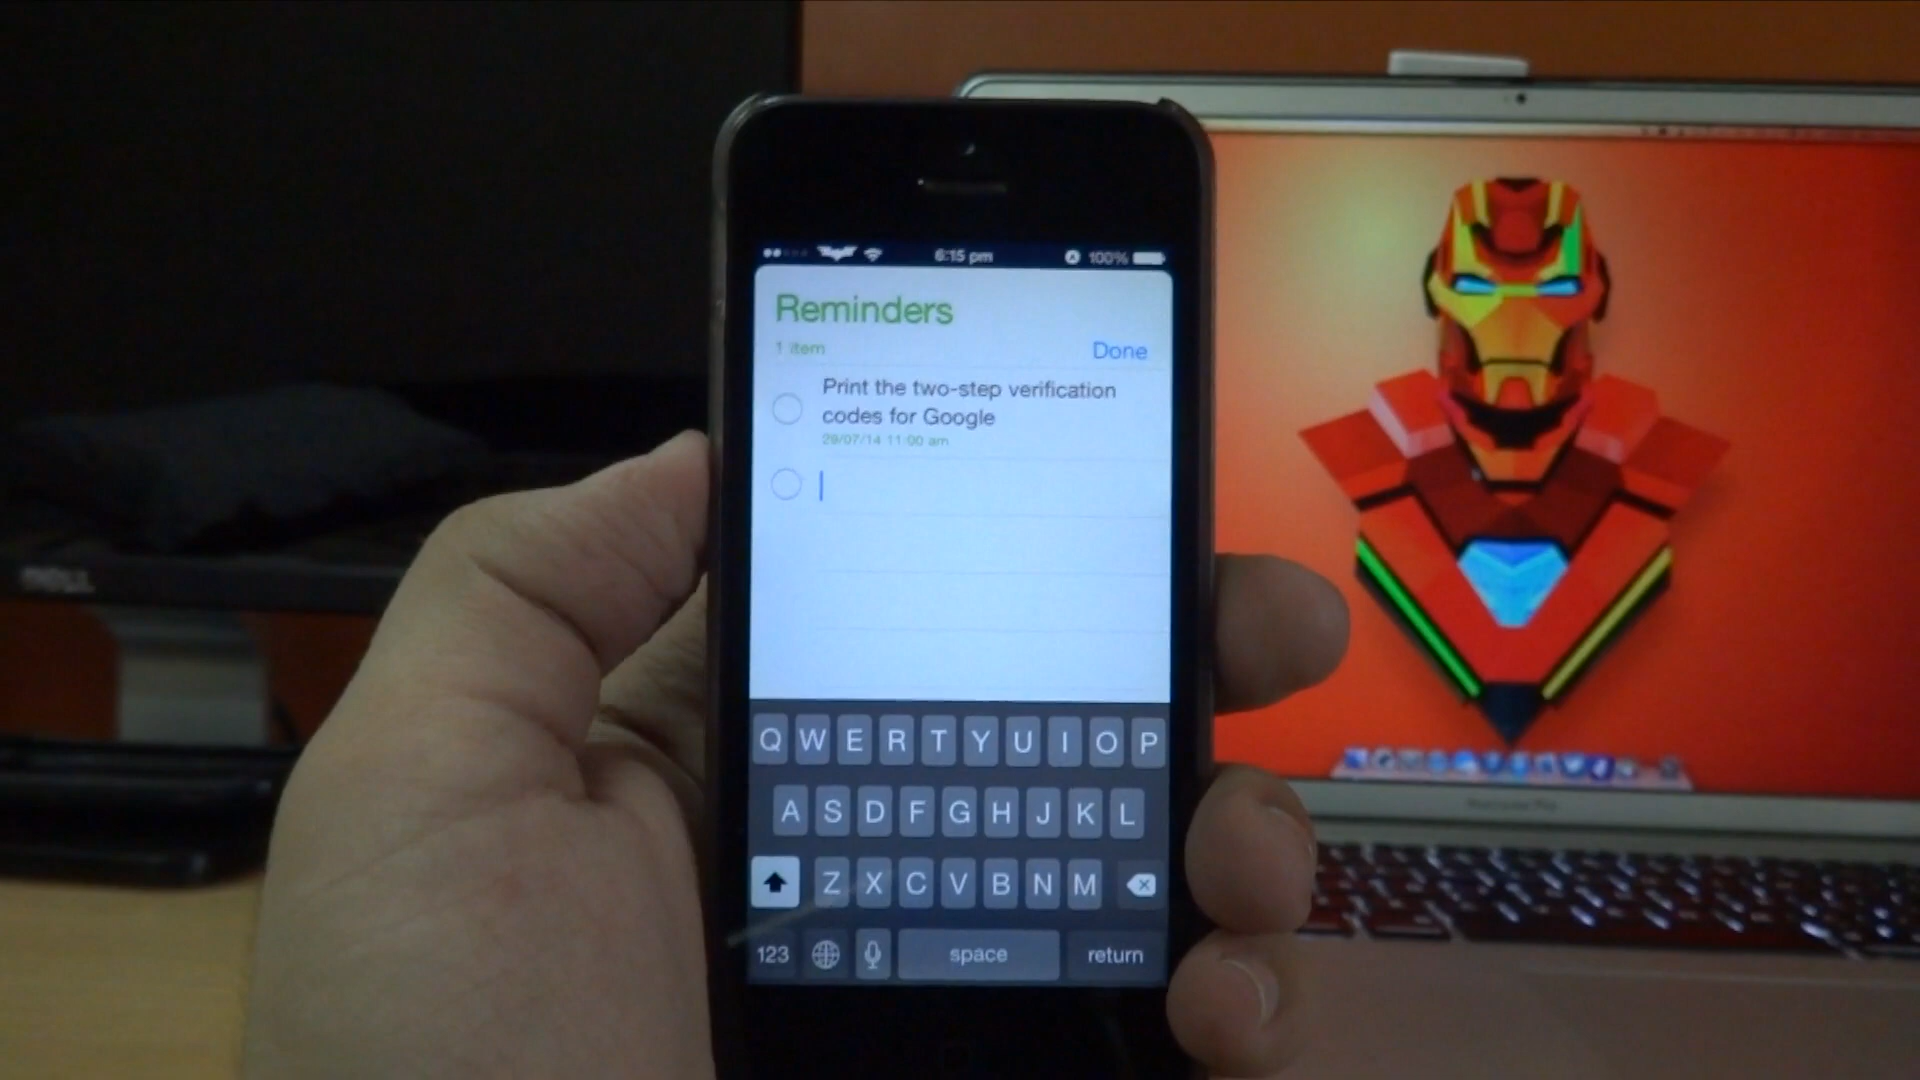 6:15 pm 100%
Reminders
1 item
Done
Print the two-step verification
codes for Google
29/07/14 11:00 am
Q W E R T Y U I O P
A S D F G H J K L
Z X C V B N M
123 space return
DELL